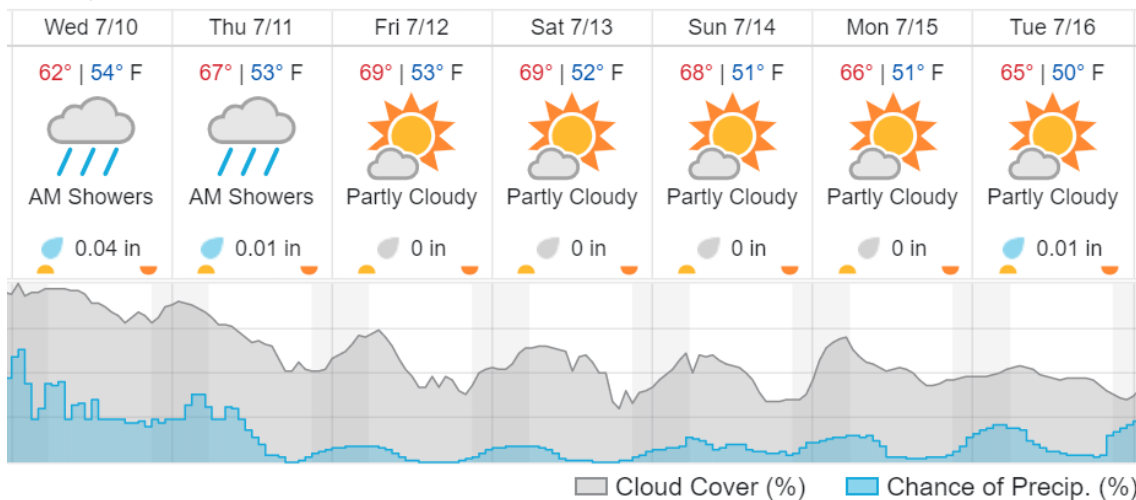 Wed 7/10 Thu 7/11 Fri 7/12 Sat 7/13 Sun 7/14 Mon 7/15 Tue 7/16
62° | 54° F 67° | 53° F 69° | 53° F 69° | 52° F 68° | 51° F 66° | 51° F 65° | 50° F
AM Showers AM Showers Partly Cloudy Partly Cloudy Partly Cloudy Partly Cloudy Partly Cloudy
0.04 in 0.01 in 0 in 0 in 0 in 0 in 0.01 in
Cloud Cover (%) Chance of Precip. (%)